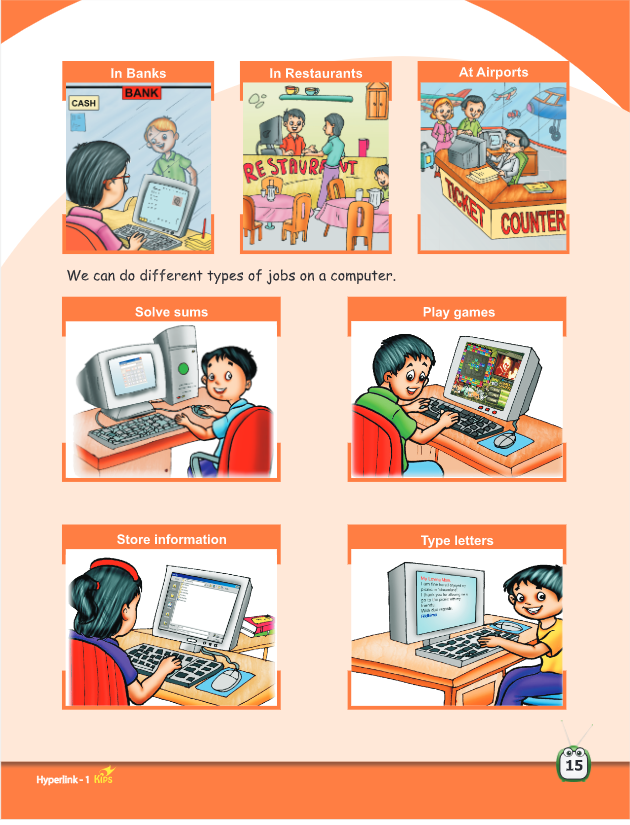 In Banks
In Restaurants
At Airports
BANK
CASH
RESTAURANT
TICKET
COUNTER
We can do different types of jobs on a computer.
Solve sums
Play games
Store information
Type letters
15
Hyperlink - 1 KIDS